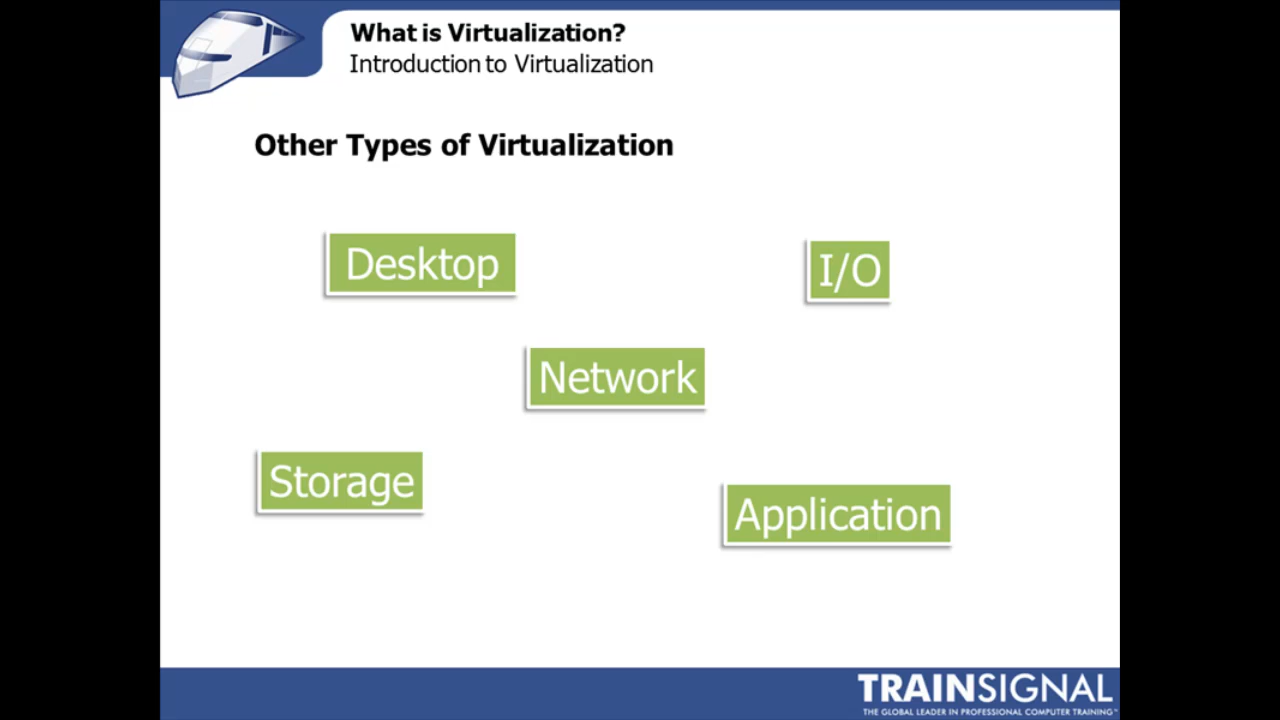 What is Virtualization?
Introduction to Virtualization
Other Types of Virtualization
Desktop
I/O
Network
Storage
Application
TRAINSIGNAL
THE GLOBAL LEADER IN PROFESSIONAL COMPUTER TRAINING™